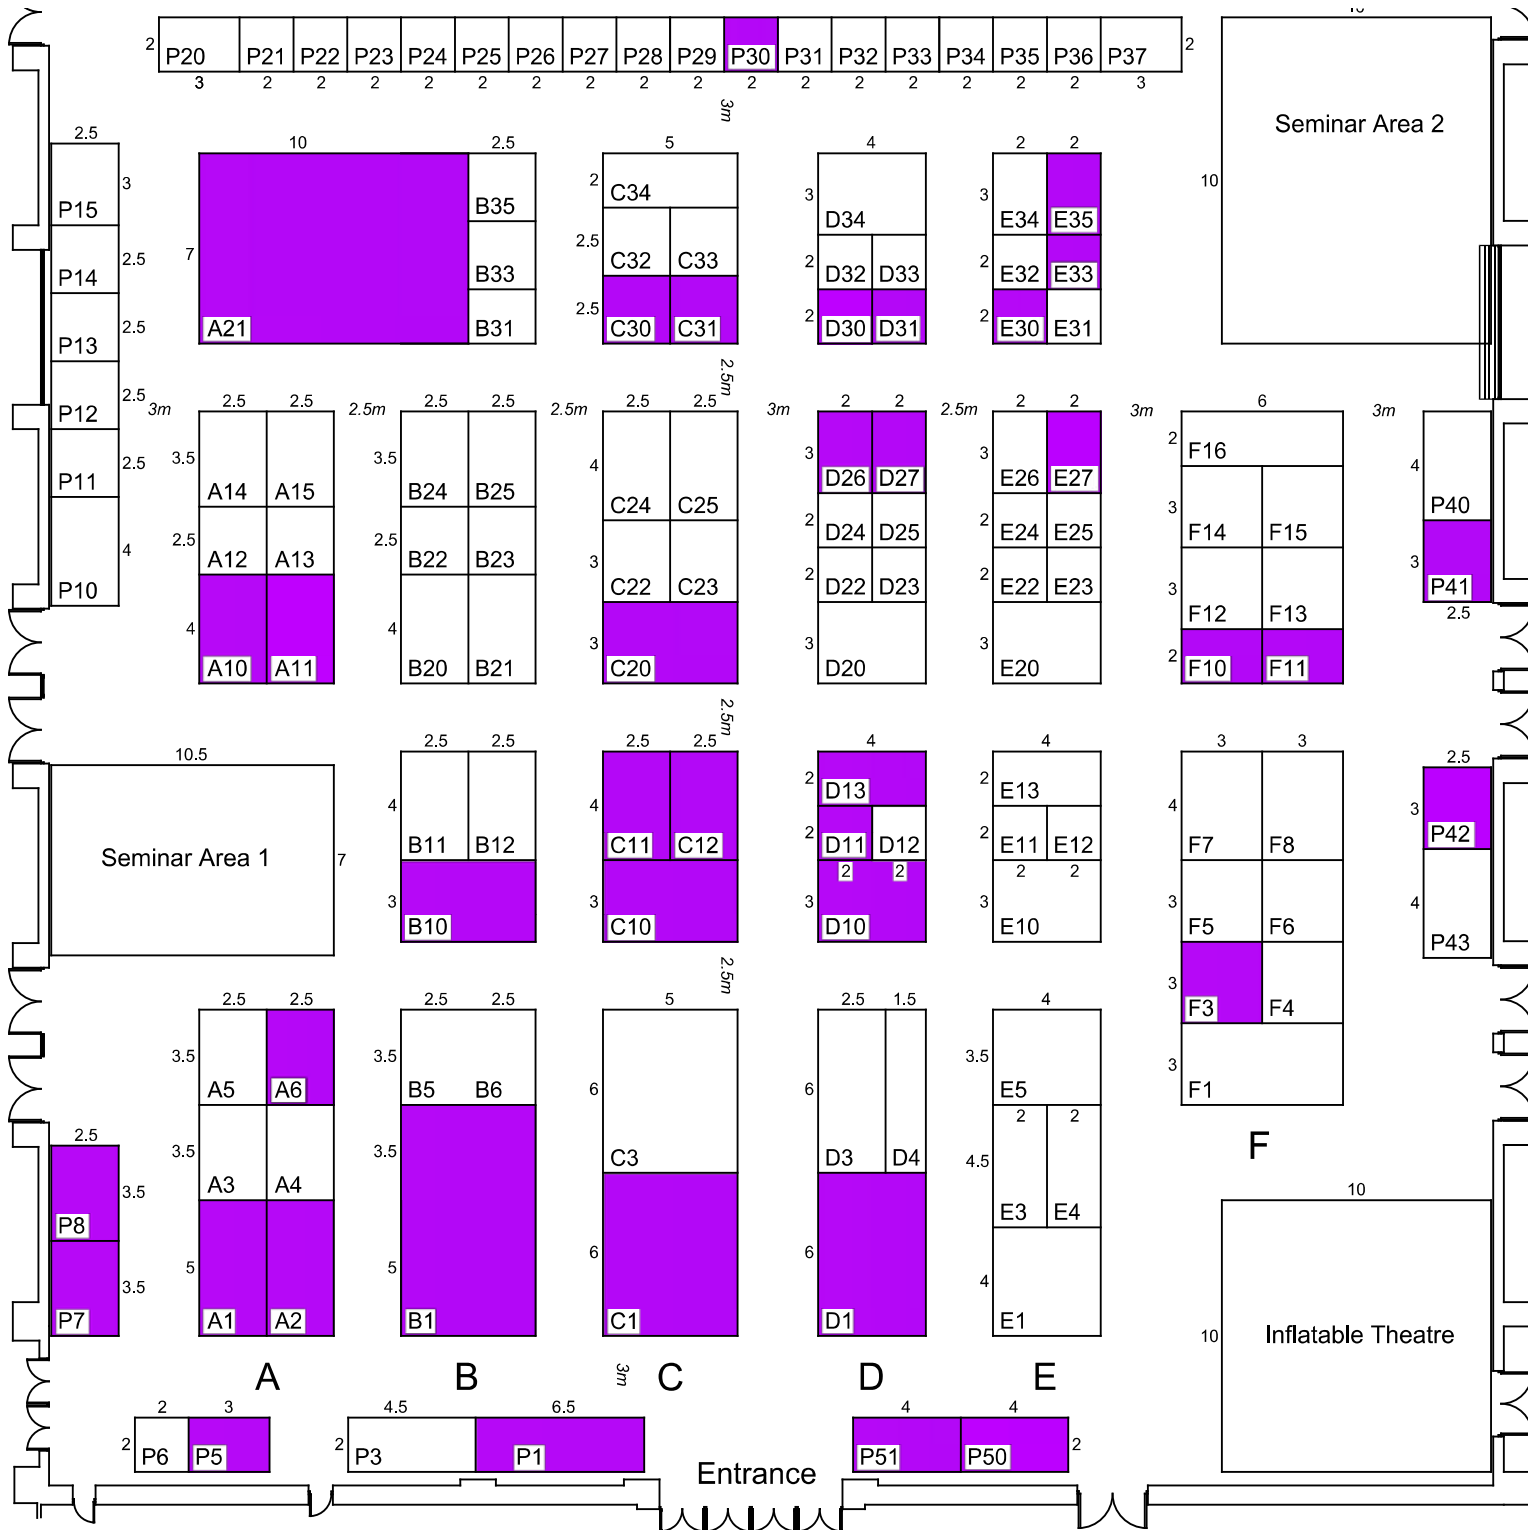 10
2 P20 P21 P22 P23 P24 P25 P26 P27 P28 P29 P30 P31 P32 P33 P34 P35 P36 P37 2
3 2 2 2 2 2 2 2 2 2 2 2 2 2 2 2 2 3
3m
Seminar Area 2
10
2.5
P15 3
P14 2.5
P13 2.5
P12 2.5
P11 2.5
P10 4
10 2.5
7 A21
B35
B33
B31
5
2 C34
2.5 C32 C33
2.5 C30 C31
4
3 D34
2 D32 D33
2 D30 D31
2 2
3 E34 E35
2 E32 E33
2 E30 E31
2.5m
3m 2.5m 2.5m 3m 2.5m 3m 3m
2.5 2.5
3.5 A14 A15
2.5 A12 A13
4 A10 A11
2.5 2.5
3.5 B24 B25
2.5 B22 B23
4 B20 B21
2.5 2.5
4 C24 C25
3 C22 C23
3 C20
2 2
3 D26 D27
2 D24 D25
2 D22 D23
3 D20
2 2
3 E26 E27
2 E24 E25
2 E22 E23
3 E20
6
2 F16
3 F14 F15
3 F12 F13
2 F10 F11
4 P40
3 P41
2.5
2.5m
10.5
Seminar Area 1 7
2.5 2.5
4 B11 B12
3 B10
2.5 2.5
4 C11 C12
3 C10
4
2 D13
2 D11 D12
2 2
3 D10
4
2 E13
2 E11 E12
2 2
3 E10
3 3
4 F7 F8
3 F5 F6
3 F3 F4
3 F1
F
2.5
3 P42
4 P43
2.5m
2.5
P8 3.5
P7 3.5
2.5 2.5
3.5 A5 A6
3.5 A3 A4
5 A1 A2
2.5 2.5
3.5 B5 B6
3.5
5 B1
5
6 C3
6 C1
2.5 1.5
6 D3 D4
6 D1
4
3.5 E5
2 2
4.5 E3 E4
4 E1
10
10 Inflatable Theatre
A B 3m C D E
2 3
2 P6 P5
4.5 6.5
2 P3 P1
Entrance
4 4
P51 P50 2